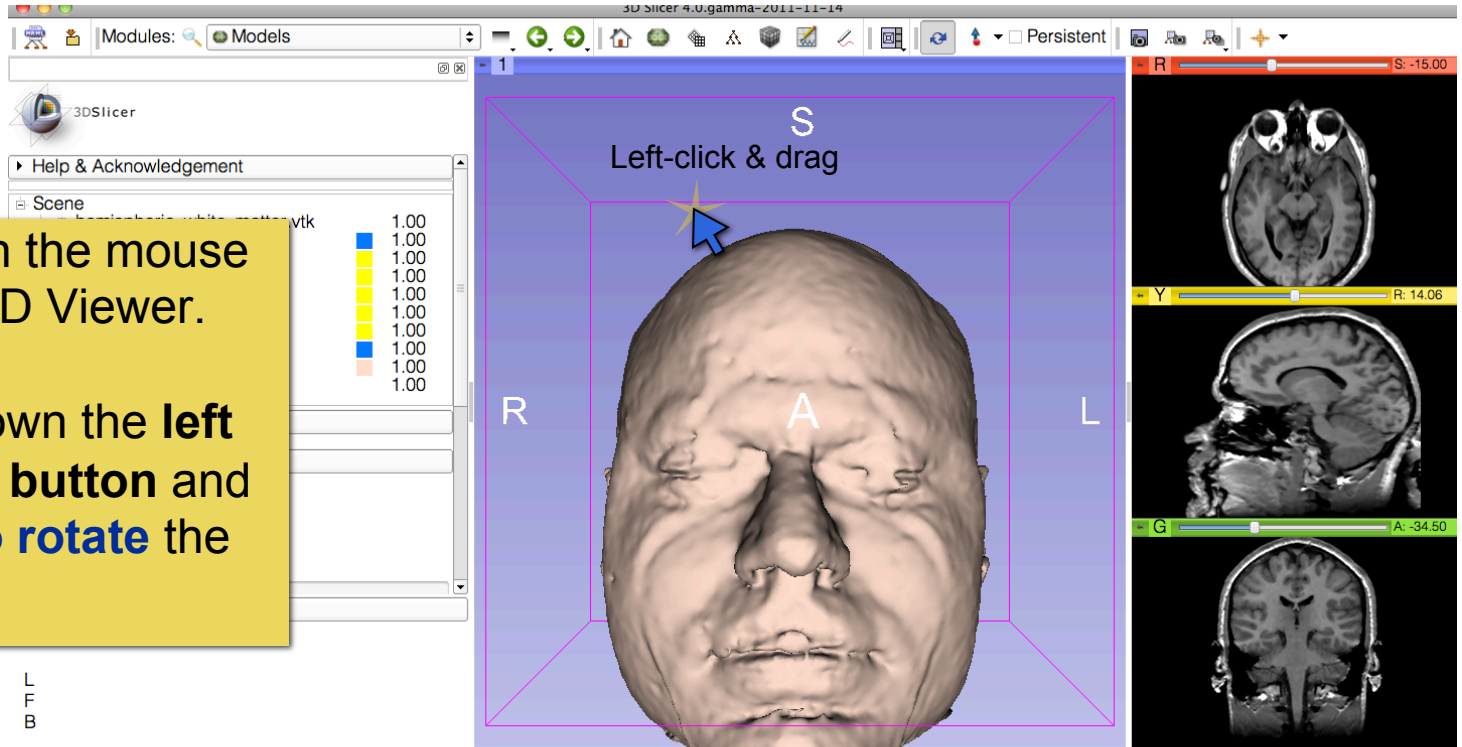 3D Slicer 4.0.gamma-2011-11-14
Modules: Models
Persistent
3DSlicer
Help & Acknowledgement
Scene
hemispheric_white_matter.vtk 1.00
1.00
1.00
1.00
1.00
1.00
1.00
1.00
1.00
1.00
n the mouse
D Viewer.
own the left
button and
o rotate the
L
F
B
1
S
Left-click & drag
R
A
L
R S: -15.00
Y R: 14.06
G A: -34.50